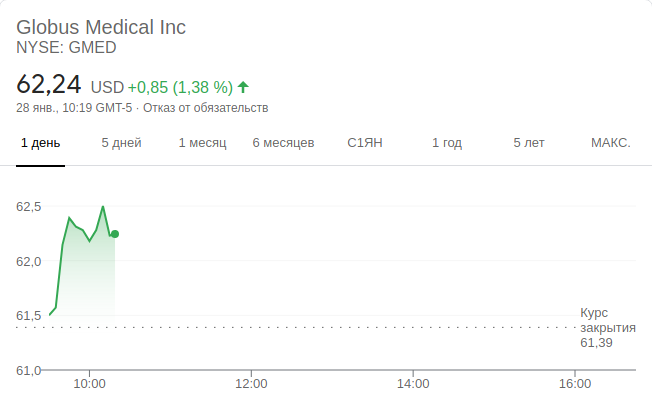 Globus Medical Inc
NYSE: GMED
62,24 USD +0,85 (1,38 %)
28 янв., 10:19 GMT-5 · Отказ от обязательств
1 день 5 дней 1 месяц 6 месяцев С1ЯН 1 год 5 лет МАКС.
62,5
62,0
61,5
Курс
закрытия
61,39
61,0
10:00 12:00 14:00 16:00